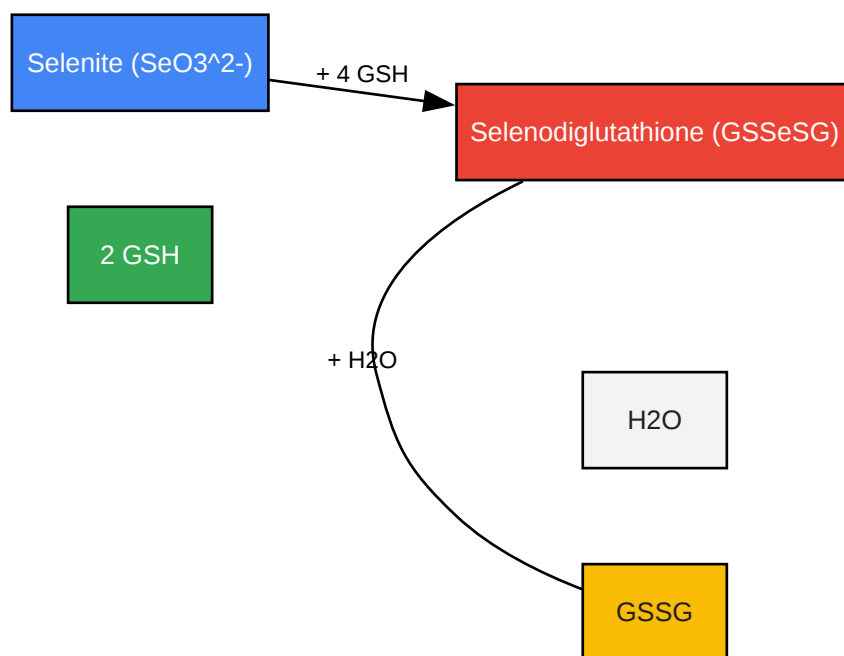 Selenite (SeO3^2-)
+ 4 GSH
Selenodiglutathione (GSSeSG)
2 GSH
+ H2O
H2O
GSSG